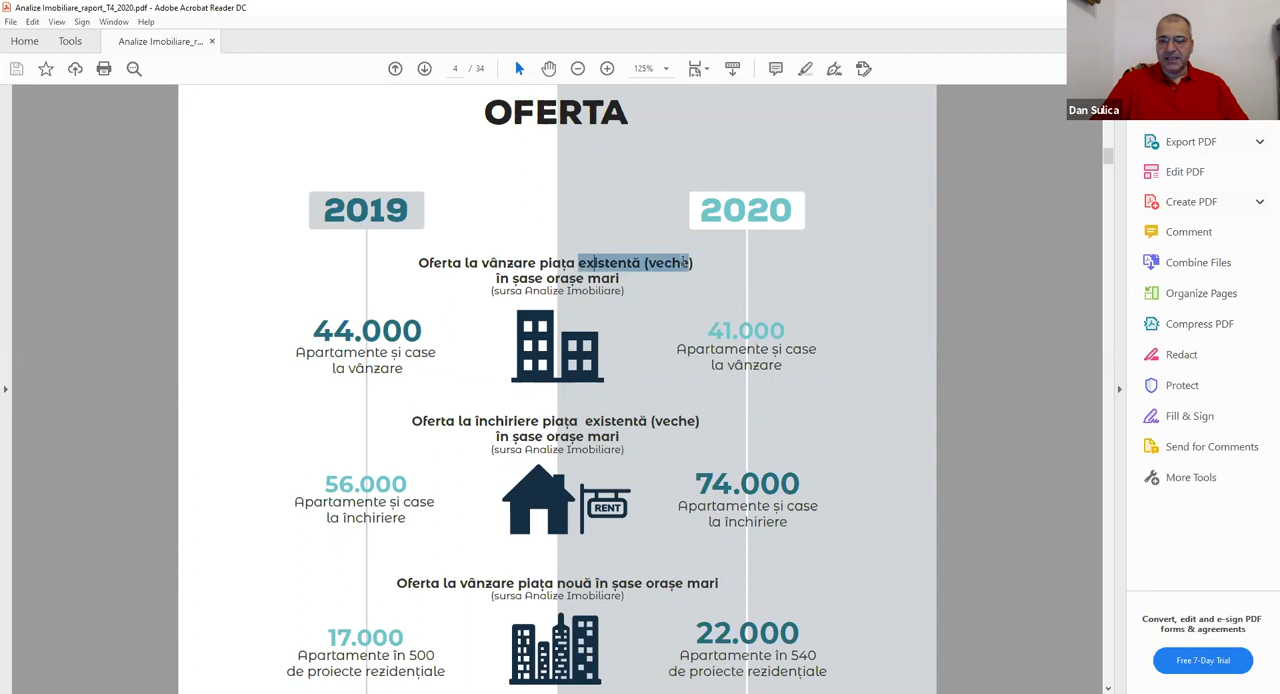 Analize Imobiliare_raport_T4_2020.pdf - Adobe Acrobat Reader DC
File Edit View Sign Window Help
Home Tools Analize Imobiliare_r... ×
4 / 34 125%
Dan Sulica
OFERTA
2019 2020
Oferta la vânzare piața existentă (veche)
în șase orașe mari
(sursa Analize Imobiliare)
44.000
Apartamente și case
la vânzare
41.000
Apartamente și case
la vânzare
Oferta la închiriere piața existentă (veche)
în șase orașe mari
(sursa Analize Imobiliare)
56.000
Apartamente și case
la închiriere
RENT
74.000
Apartamente și case
la închiriere
Oferta la vânzare piața nouă în șase orașe mari
(sursa Analize Imobiliare)
17.000
Apartamente în 500
de proiecte rezidențiale
22.000
Apartamente în 540
de proiecte rezidențiale
Export PDF
Edit PDF
Create PDF
Comment
Combine Files
Organize Pages
Compress PDF
Redact
Protect
Fill & Sign
Send for Comments
More Tools
Convert, edit and e-sign PDF
forms & agreements
Free 7-Day Trial